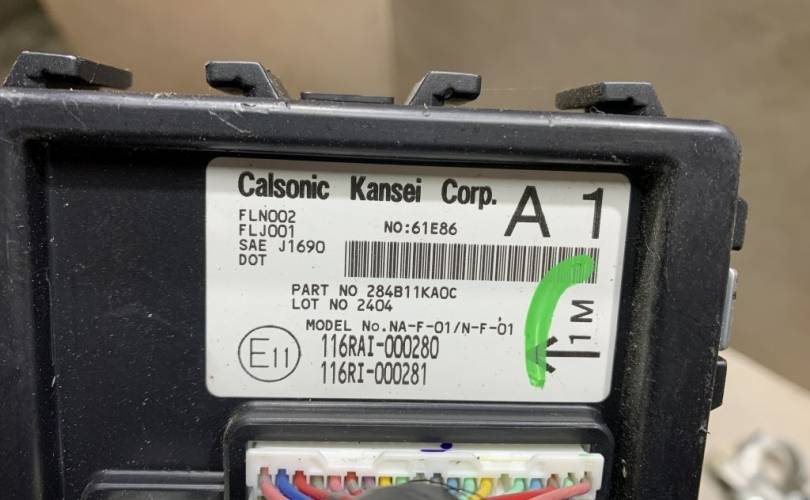 Calsonic Kansei Corp. A 1
FLN002
FLJ001 NO:61E86
SAE J1690
DOT
PART NO 284B11KA0C
LOT NO 2404
MODEL No.NA-F-01/N-F-01
E11
116RAI-000280
116RI-000281
1M